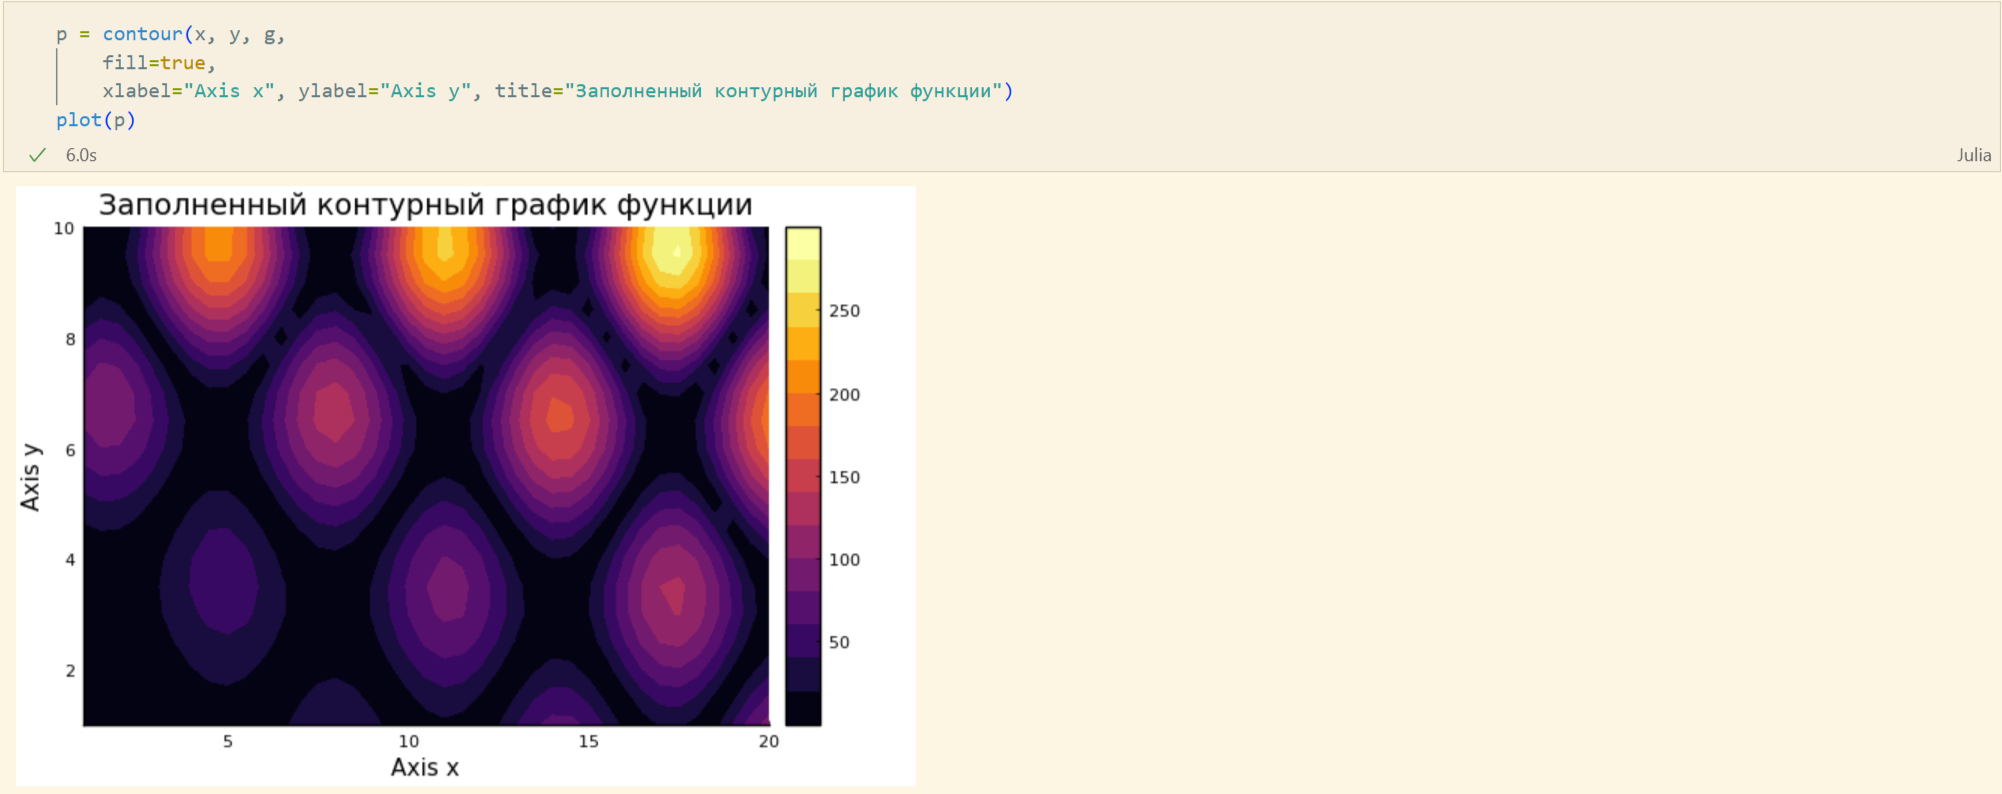 p = contour(x, y, g,
fill=true,
xlabel="Axis x", ylabel="Axis y", title="Заполненный контурный график функции")
plot(p)
6.0s
Julia
Заполненный контурный график функции
10
8
6
4
2
Axis y
5
10
15
20
Axis x
250
200
150
100
50